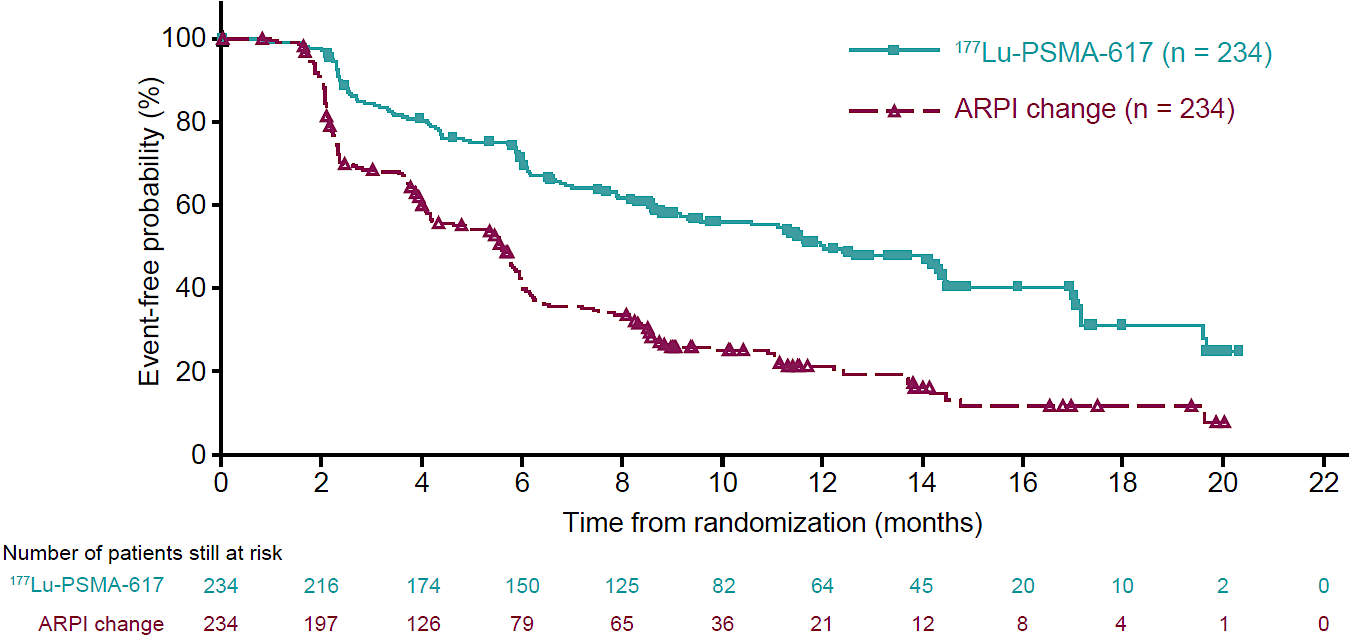 ¹⁷⁷Lu-PSMA-617 (n = 234)
ARPI change (n = 234)
Event-free probability (%)
100
80
60
40
20
0
0 2 4 6 8 10 12 14 16 18 20 22
Time from randomization (months)
Number of patients still at risk
¹⁷⁷Lu-PSMA-617 234 216 174 150 125 82 64 45 20 10 2 0
ARPI change 234 197 126 79 65 36 21 12 8 4 1 0